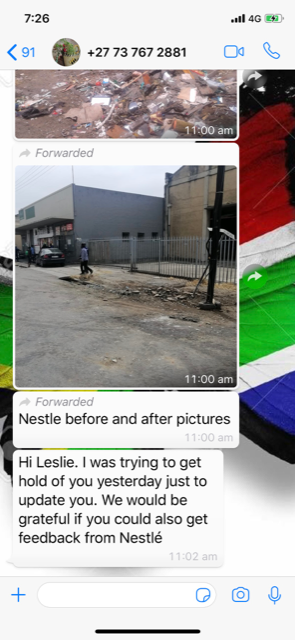 7:26
4G
91
+27 73 767 2881
11:00 am
Forwarded
11:00 am
Forwarded
Nestle before and after pictures
11:00 am
Hi Leslie. I was trying to get
hold of you yesterday just to
update you. We would be
grateful if you could also get
feedback from Nestlé
11:02 am